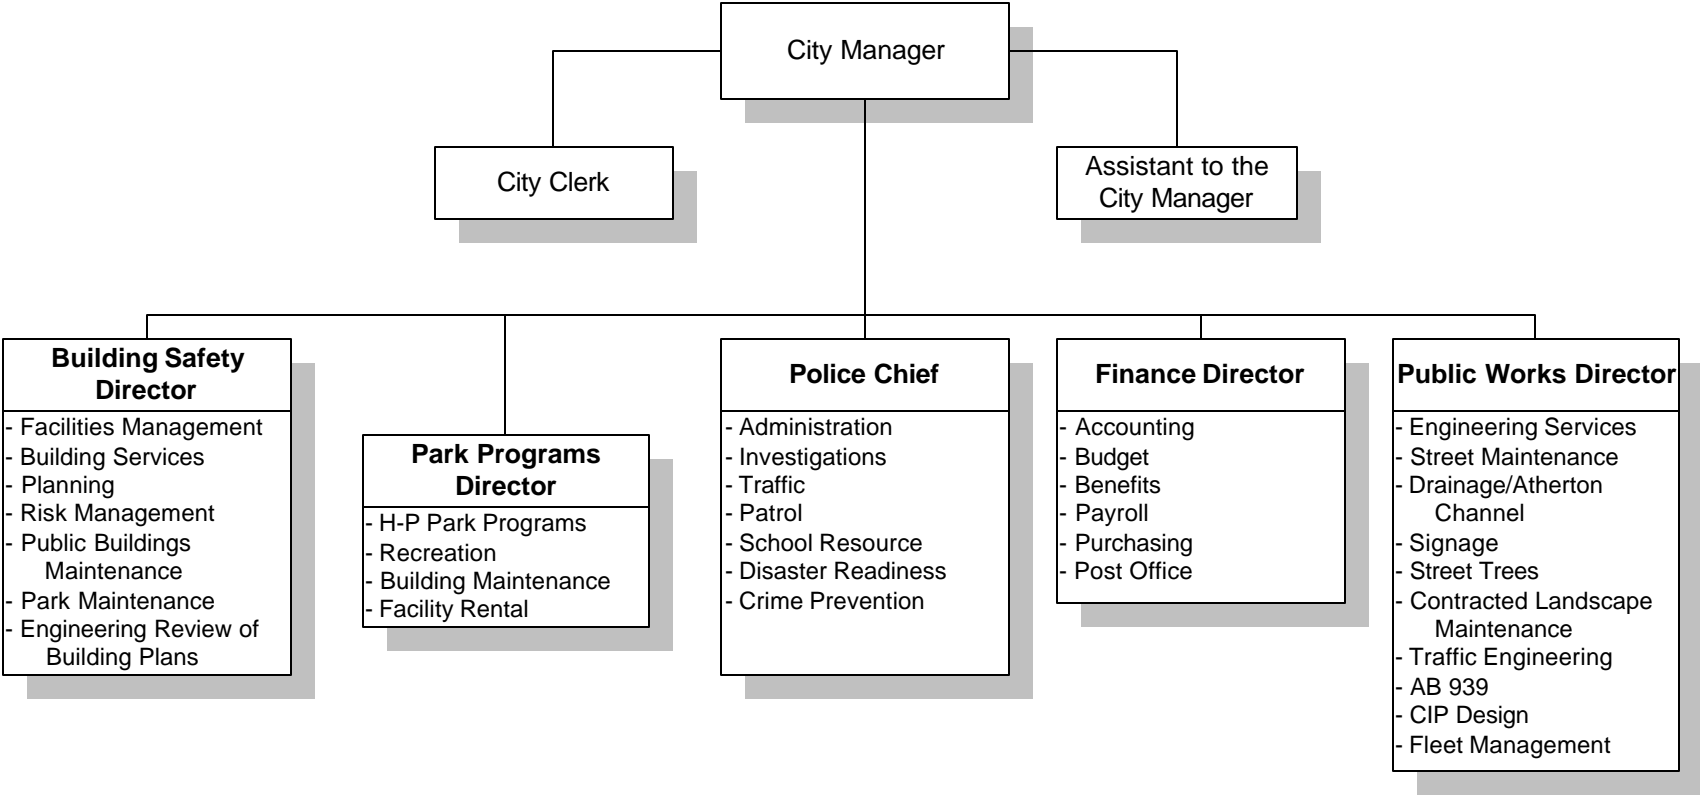 City Manager
City Clerk
Assistant to the
City Manager
Building Safety
Director
- Facilities Management
- Building Services
- Planning
- Risk Management
- Public Buildings
Maintenance
- Park Maintenance
- Engineering Review of
Building Plans
Park Programs
Director
- H-P Park Programs
- Recreation
- Building Maintenance
- Facility Rental
Police Chief
- Administration
- Investigations
- Traffic
- Patrol
- School Resource
- Disaster Readiness
- Crime Prevention
Finance Director
- Accounting
- Budget
- Benefits
- Payroll
- Purchasing
- Post Office
Public Works Director
- Engineering Services
- Street Maintenance
- Drainage/Atherton
Channel
- Signage
- Street Trees
- Contracted Landscape
Maintenance
- Traffic Engineering
- AB 939
- CIP Design
- Fleet Management